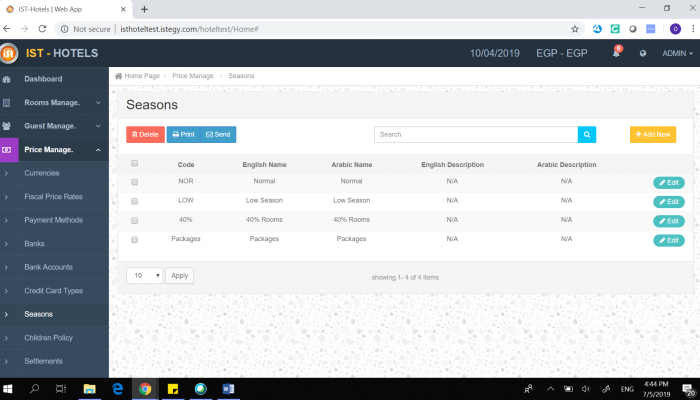 IST-Hotels | Web App
Not secure | isthoteltest.istegy.com/hoteltest/Home#
IST - HOTELS
10/04/2019 EGP - EGP 0 ADMIN
Dashboard
Rooms Manage.
Guest Manage.
Price Manage.
Currencies
Fiscal Price Rates
Payment Methods
Banks
Bank Accounts
Credit Card Types
Seasons
Children Policy
Settlements
Home Page / Price Manage. / Seasons
Seasons
Delete Print Send Search + Add New
Code English Name Arabic Name English Description Arabic Description
NOR Normal Normal N/A N/A Edit
LOW Low Season Low Season N/A N/A Edit
40% 40% Rooms 40% Rooms N/A N/A Edit
Packages Packages Packages N/A N/A Edit
10 Apply showing 1- 4 of 4 Items
ENG
4:44 PM
7/5/2019
20